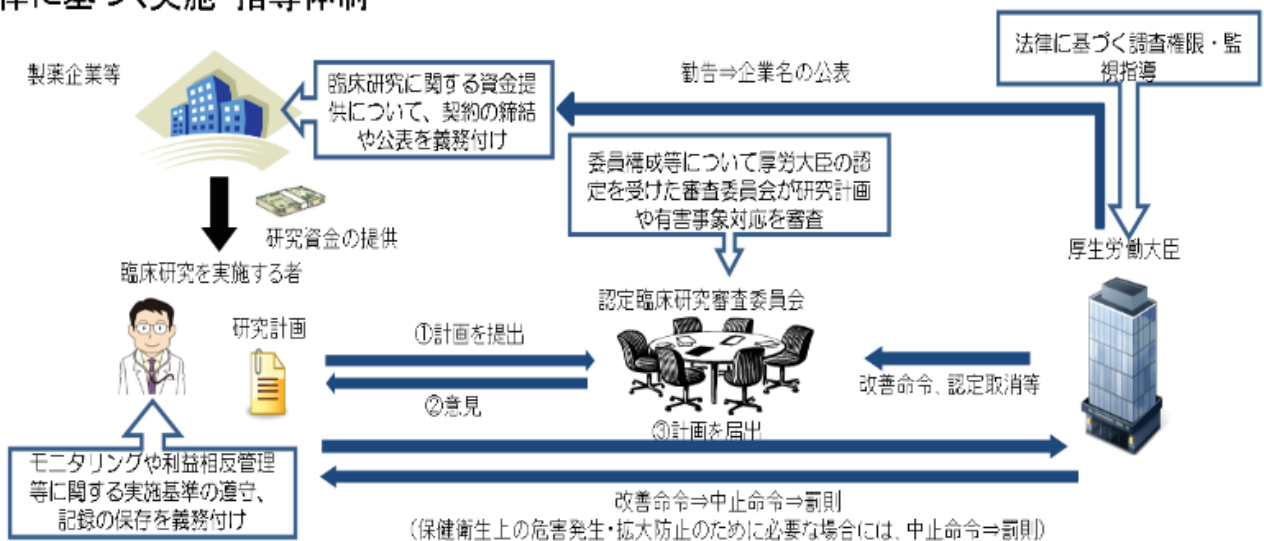 律に基づく実施・指導体制
製薬企業等
臨床研究に関する資金提
供について、契約の締結
や公表を義務付け
勧告⇒企業名の公表
法律に基づく調査権限・監
視指導
委員構成等について厚労大臣の認
定を受けた審査委員会が研究計画
や有害事象対応を審査
研究資金の提供
厚生労働大臣
臨床研究を実施する者
認定臨床研究審査委員会
研究計画
①計画を提出
②意見
改善命令、認定取消等
③計画を届出
モニタリングや利益相反管理
等に関する実施基準の遵守、
記録の保存を義務付け
改善命令⇒中止命令⇒罰則
（保健衛生上の危害発生・拡大防止のために必要な場合には、中止命令⇒罰則）